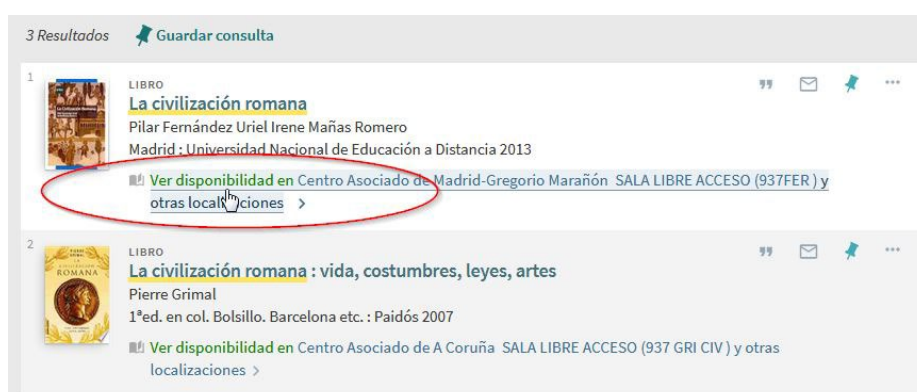 3 Resultados Guardar consulta
1
LIBRO
La civilización romana
Pilar Fernández Uriel Irene Mañas Romero
Madrid : Universidad Nacional de Educación a Distancia 2013
Ver disponibilidad en Centro Asociado de Madrid-Gregorio Marañón SALA LIBRE ACCESO (937FER ) y
otras localizaciones >
2
LIBRO
La civilización romana : vida, costumbres, leyes, artes
Pierre Grimal
1ªed. en col. Bolsillo. Barcelona etc. : Paidós 2007
Ver disponibilidad en Centro Asociado de A Coruña SALA LIBRE ACCESO (937 GRI CIV ) y otras
localizaciones >
ROMANA